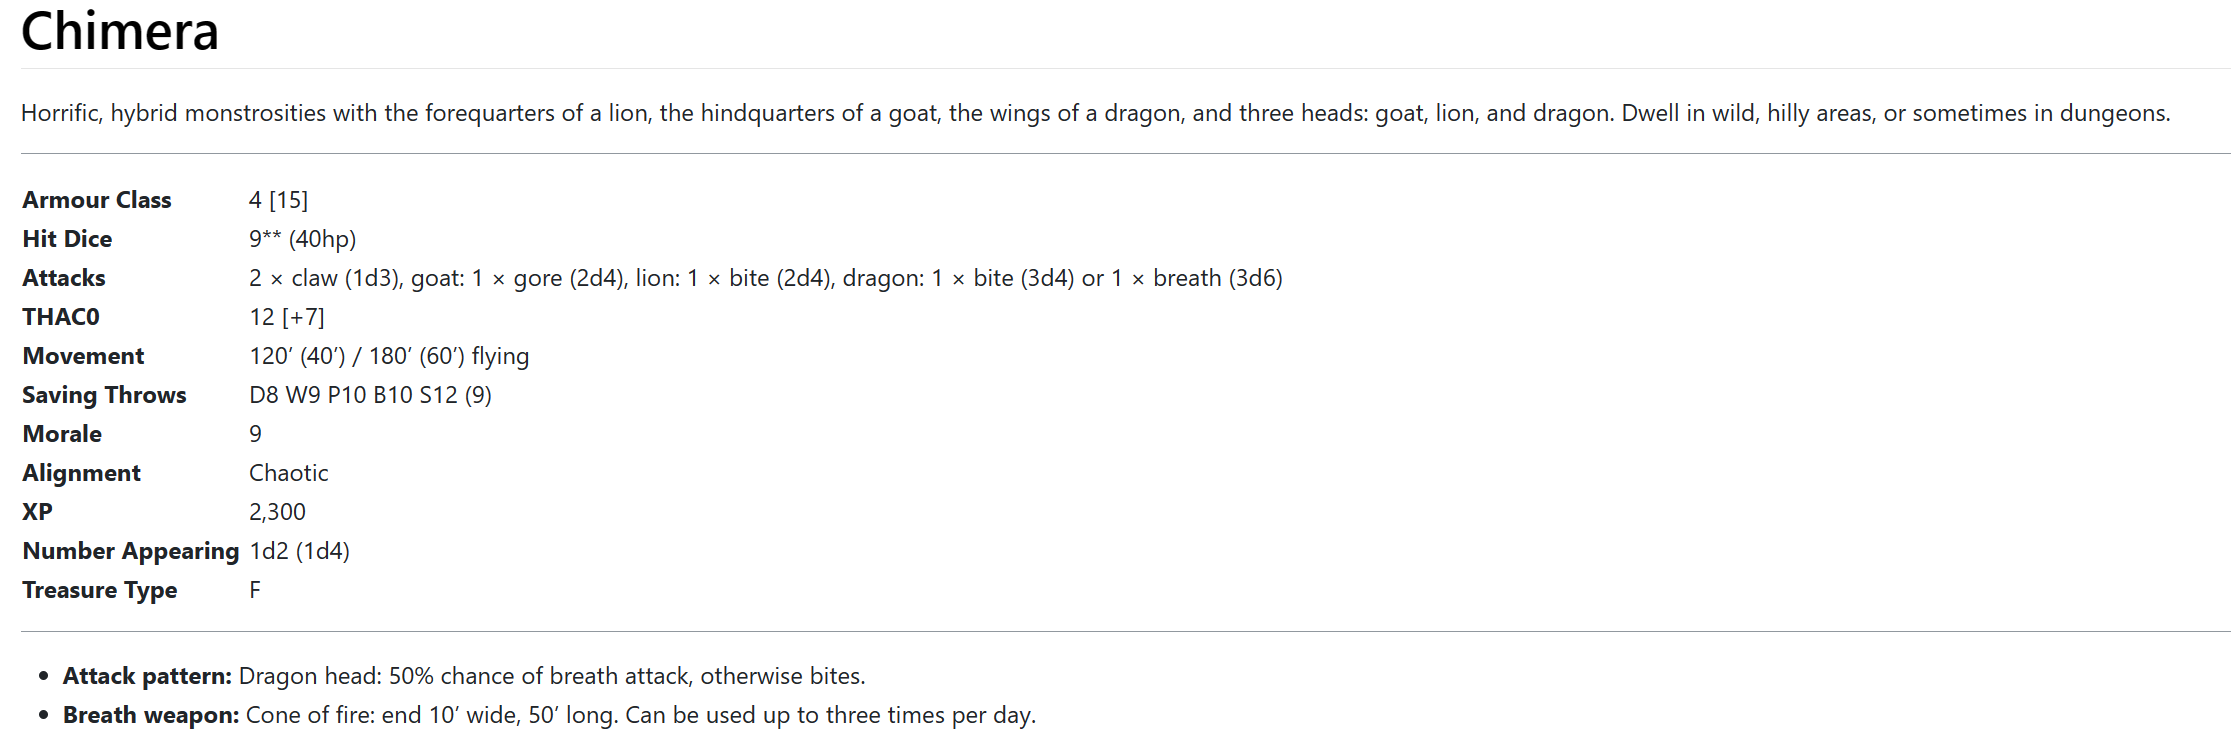 Chimera
Horrific, hybrid monstrosities with the forequarters of a lion, the hindquarters of a goat, the wings of a dragon, and three heads: goat, lion, and dragon. Dwell in wild, hilly areas, or sometimes in dungeons.
Armour Class 4 [15]
Hit Dice 9** (40hp)
Attacks 2 × claw (1d3), goat: 1 × gore (2d4), lion: 1 × bite (2d4), dragon: 1 × bite (3d4) or 1 × breath (3d6)
THAC0 12 [+7]
Movement 120’ (40’) / 180’ (60’) flying
Saving Throws D8 W9 P10 B10 S12 (9)
Morale 9
Alignment Chaotic
XP 2,300
Number Appearing 1d2 (1d4)
Treasure Type F
• Attack pattern: Dragon head: 50% chance of breath attack, otherwise bites.
• Breath weapon: Cone of fire: end 10’ wide, 50’ long. Can be used up to three times per day.